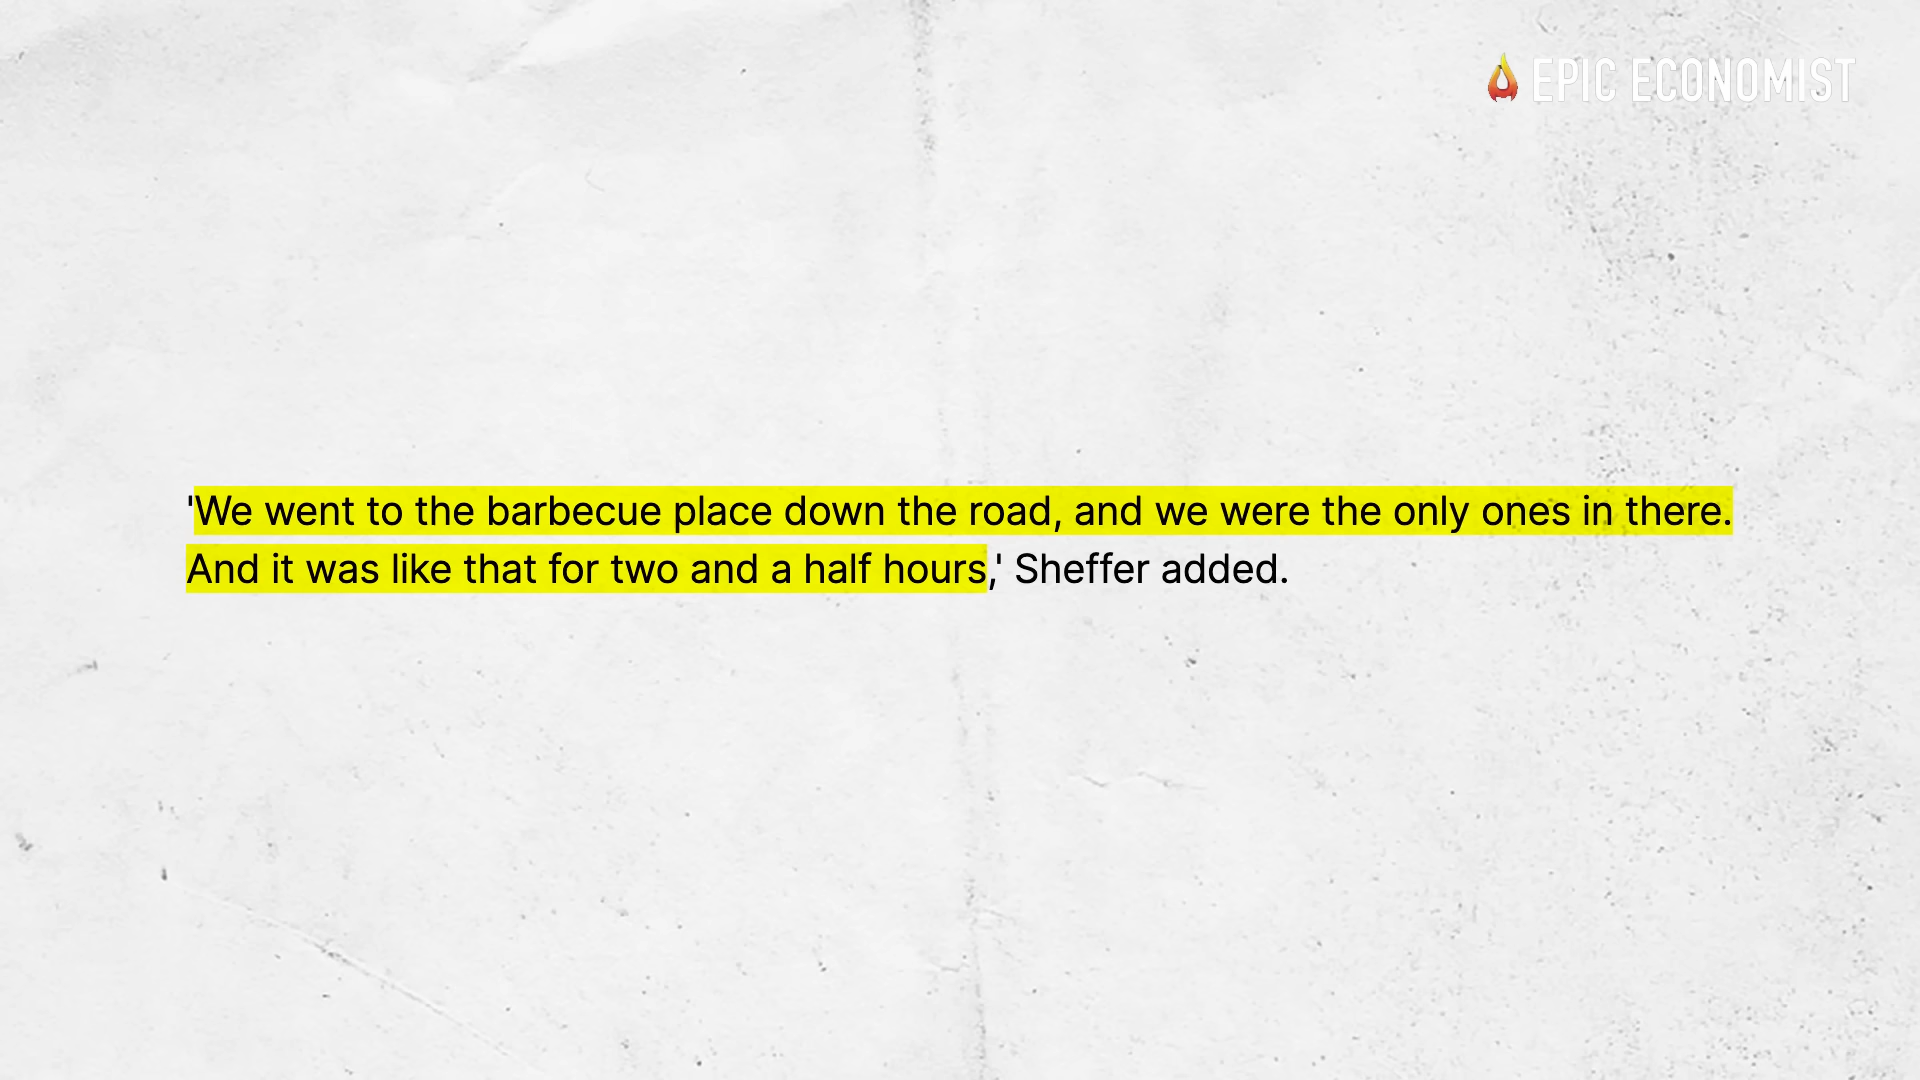 EPIC ECONOMIST
'We went to the barbecue place down the road, and we were the only ones in there.
And it was like that for two and a half hours,' Sheffer added.